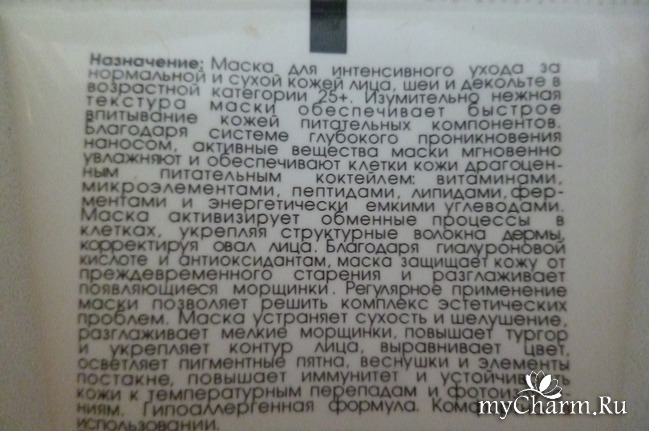 Назначение: Маска для интенсивного ухода за
нормальной и сухой кожей лица, шеи и декольте в
возрастной категории 25+. Изумительно нежная
текстура маски обеспечивает быстрое
впитывание кожей питательных компонентов.
Благодаря системе глубокого проникновения
наносом, активные вещества маски мгновенно
увлажняют и обеспечивают клетки кожи драгоцен-
ным питательным коктейлем: витаминами,
микроэлементами, пептидами, липидами, фер-
ментами и энергетически емкими углеводами.
Маска активизирует обменные процессы в
клетках, укрепляя структурные волокна дермы,
корректируя овал лица. Благодаря гиалуроновой
кислоте и антиоксидантам, маска защищает кожу от
преждевременного старения и разглаживает
появляющиеся морщинки. Регулярное применение
маски позволяет решить комплекс эстетических
проблем. Маска устраняет сухость и шелушение,
разглаживает мелкие морщинки, повышает тургор
и укрепляет контур лица, выравнивает цвет,
осветляет пигментные пятна, веснушки и элементы
постакне, повышает иммунитет и
кожи к температурным перепадам и
ниям. Гипоаллергенная формула.
использовании.
myCharm.Ru